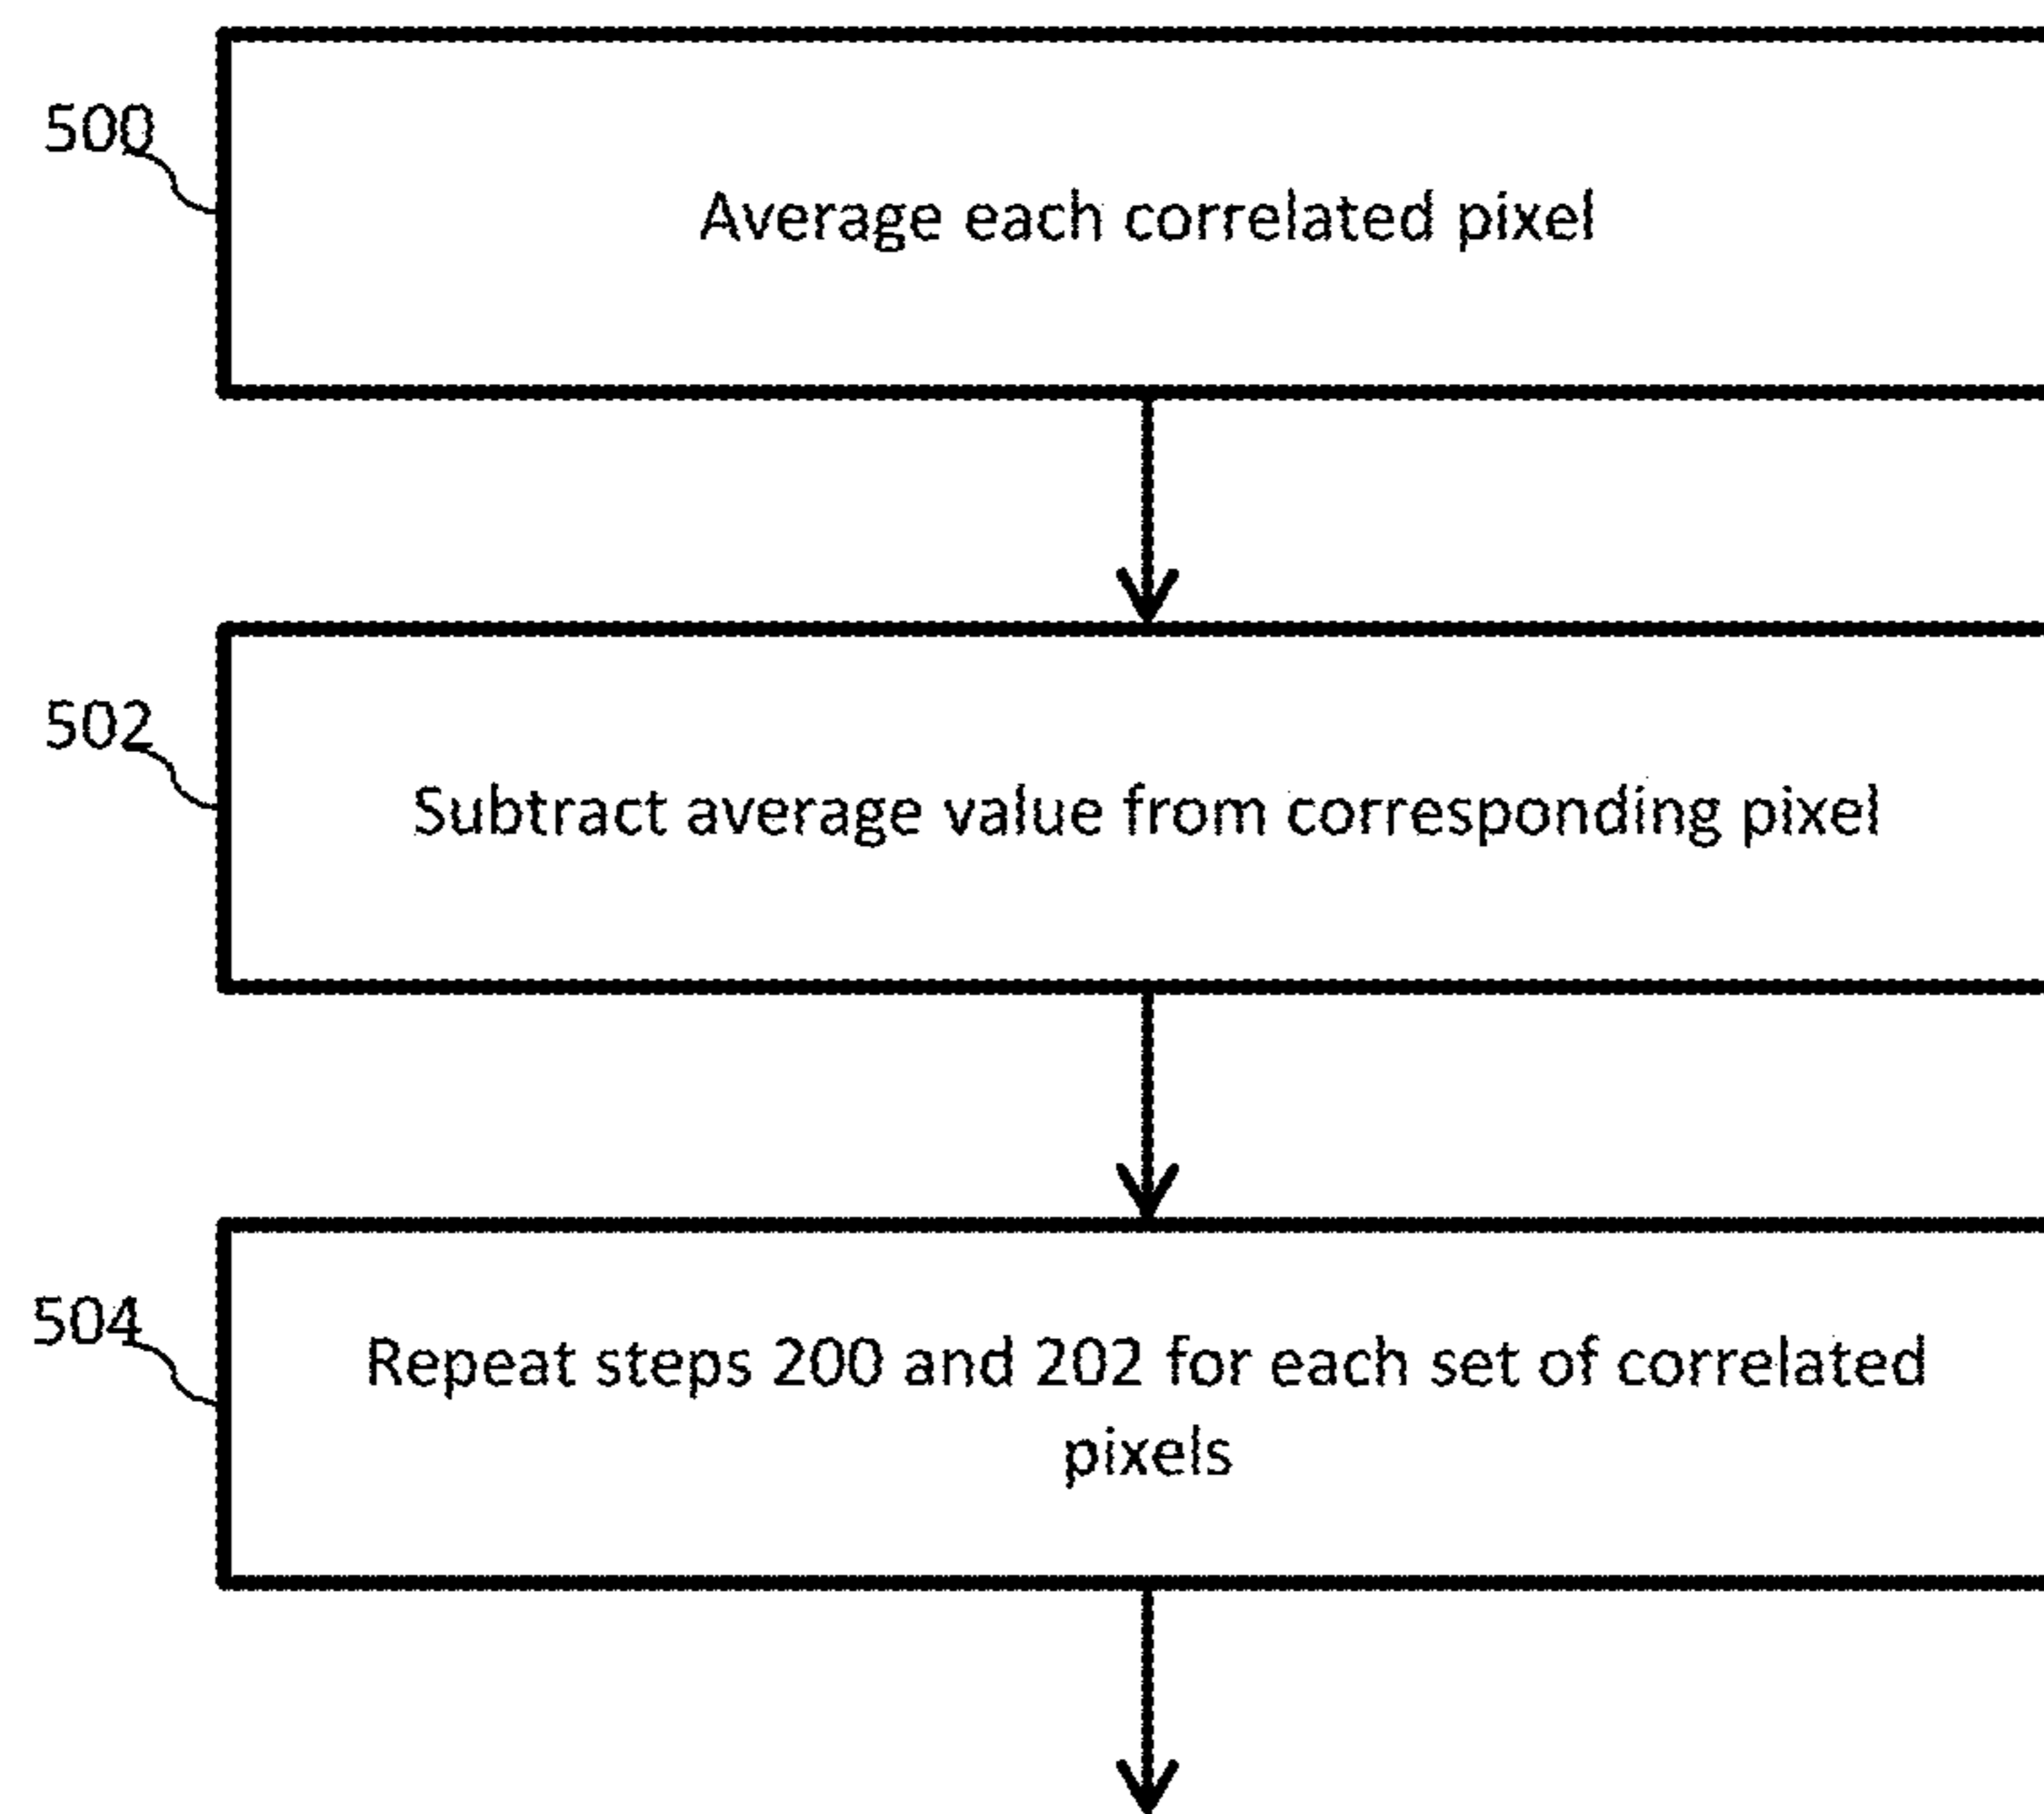 500
Average each correlated pixel
502
Subtract average value from corresponding pixel
504
Repeat steps 200 and 202 for each set of correlated
pixels